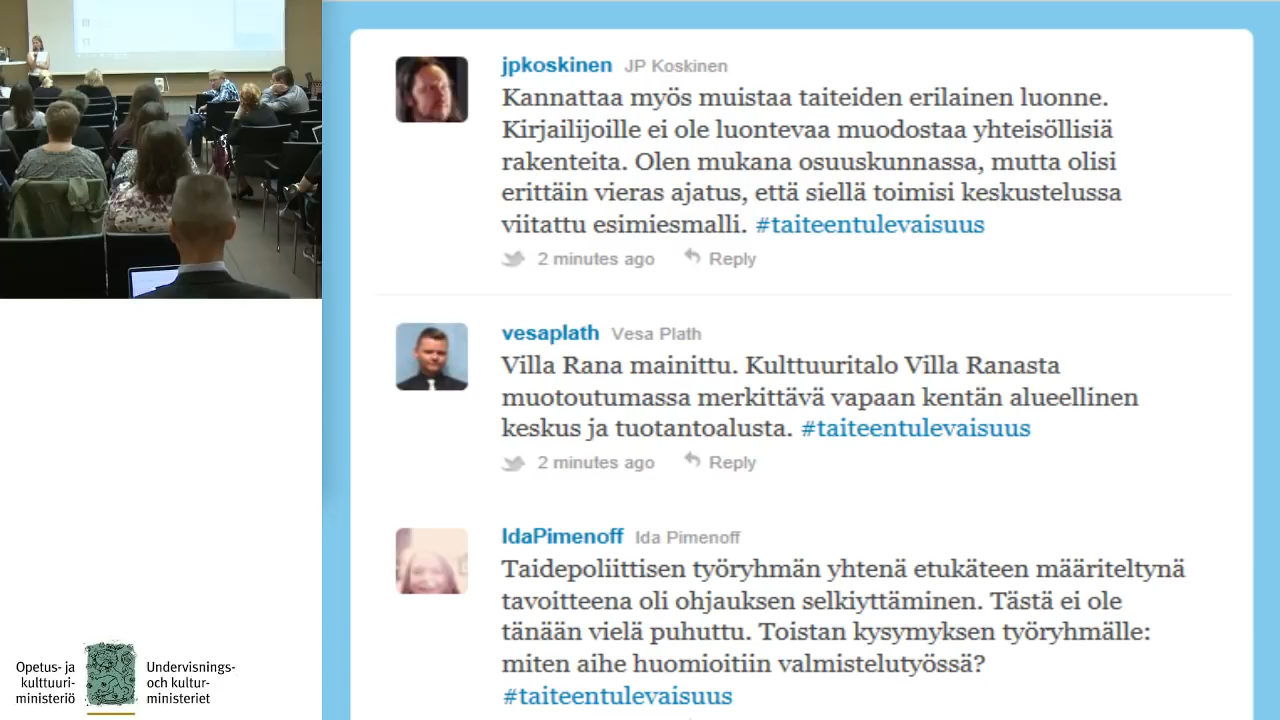 jpkoskinen JP Koskinen
Kannattaa myös muistaa taiteiden erilainen luonne.
Kirjailijoille ei ole luontevaa muodostaa yhteisöllisiä
rakenteita. Olen mukana osuuskunnassa, mutta olisi
erittäin vieras ajatus, että siellä toimisi keskustelussa
viitattu esimiesmalli. #taiteentulevaisuus
2 minutes ago Reply
vesaplath Vesa Plath
Villa Rana mainittu. Kulttuuritalo Villa Ranasta
muotoutumassa merkittävä vapaan kentän alueellinen
keskus ja tuotantoalusta. #taiteentulevaisuus
2 minutes ago Reply
IdaPimenoff Ida Pimenoff
Taidepoliittisen työryhmän yhtenä etukäteen määriteltynä
tavoitteena oli ohjauksen selkiyttäminen. Tästä ei ole
tänään vielä puhuttu. Toistan kysymyksen työryhmälle:
miten aihe huomioitiin valmistelutyössä?
#taiteentulevaisuus
Opetus- ja
kulttuuri-
ministeriö
Undervisnings-
och kultur-
ministeriet